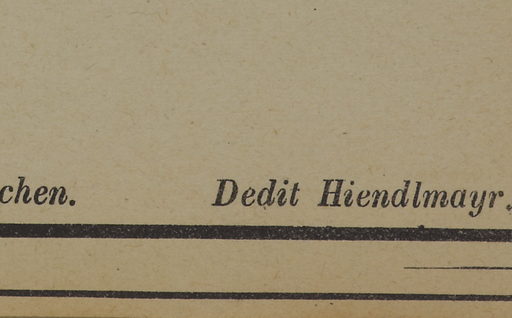 chen. Dedit Hiendlmayr.